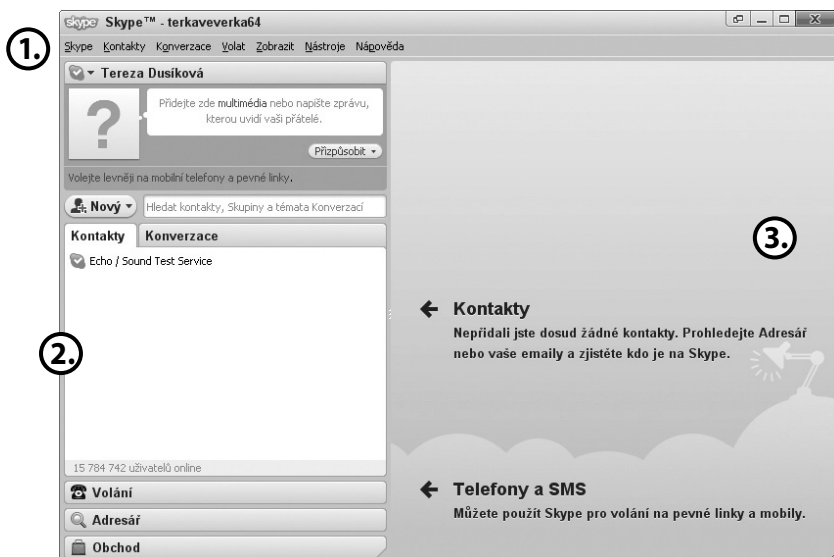 skype Skype™ - terkaveverka64
1.
Skype Kontakty Konverzace Volat Zobrazit Nástroje Nápověda
Tereza Dusíková
?
Přidejte zde multimédia nebo napište zprávu,
kterou uvidí vaši přátelé.
Přizpůsobit
Volejte levněji na mobilní telefony a pevné linky.
Nový
Hledat kontakty, Skupiny a témata Konverzací
Kontakty Konverzace
Echo / Sound Test Service
2.
15 784 742 uživatelů online
Volání
Adresář
Obchod
3.
Kontakty
Nepřidali jste dosud žádné kontakty. Prohledejte Adresář
nebo vaše emaily a zjistěte kdo je na Skype.
Telefony a SMS
Můžete použít Skype pro volání na pevné linky a mobily.